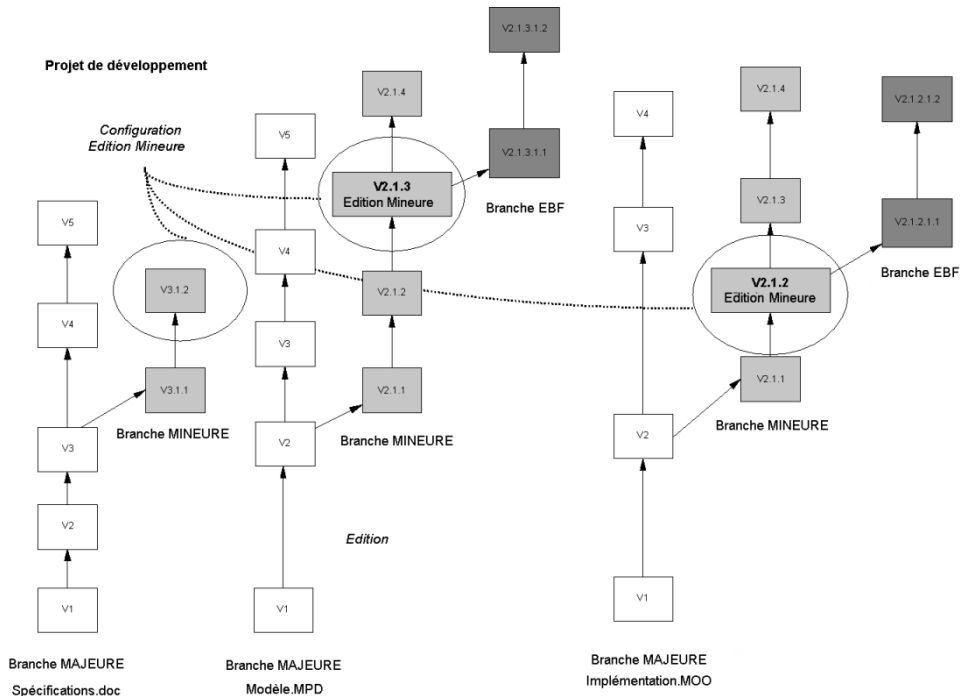 Projet de développement
Configuration
Edition Mineure
V5
V4
V3.1.2
V3.1.1
Branche MINEURE
V3
V2
V1
Branche MAJEURE
Spécifications.doc
V2.1.3.1.2
V2.1.4
V5
V2.1.3.1.1
Branche EBF
V2.1.3
Edition Mineure
V4
V2.1.2
V3
V2.1.1
Branche MINEURE
V2
Edition
V1
Branche MAJEURE
Modèle.MPD
V4
V2.1.4
V2.1.2.1.2
V3
V2.1.3
V2.1.2.1.1
Branche EBF
V2.1.2
Edition Mineure
V2.1.1
Branche MINEURE
V2
V1
Branche MAJEURE
Implémentation.MOO